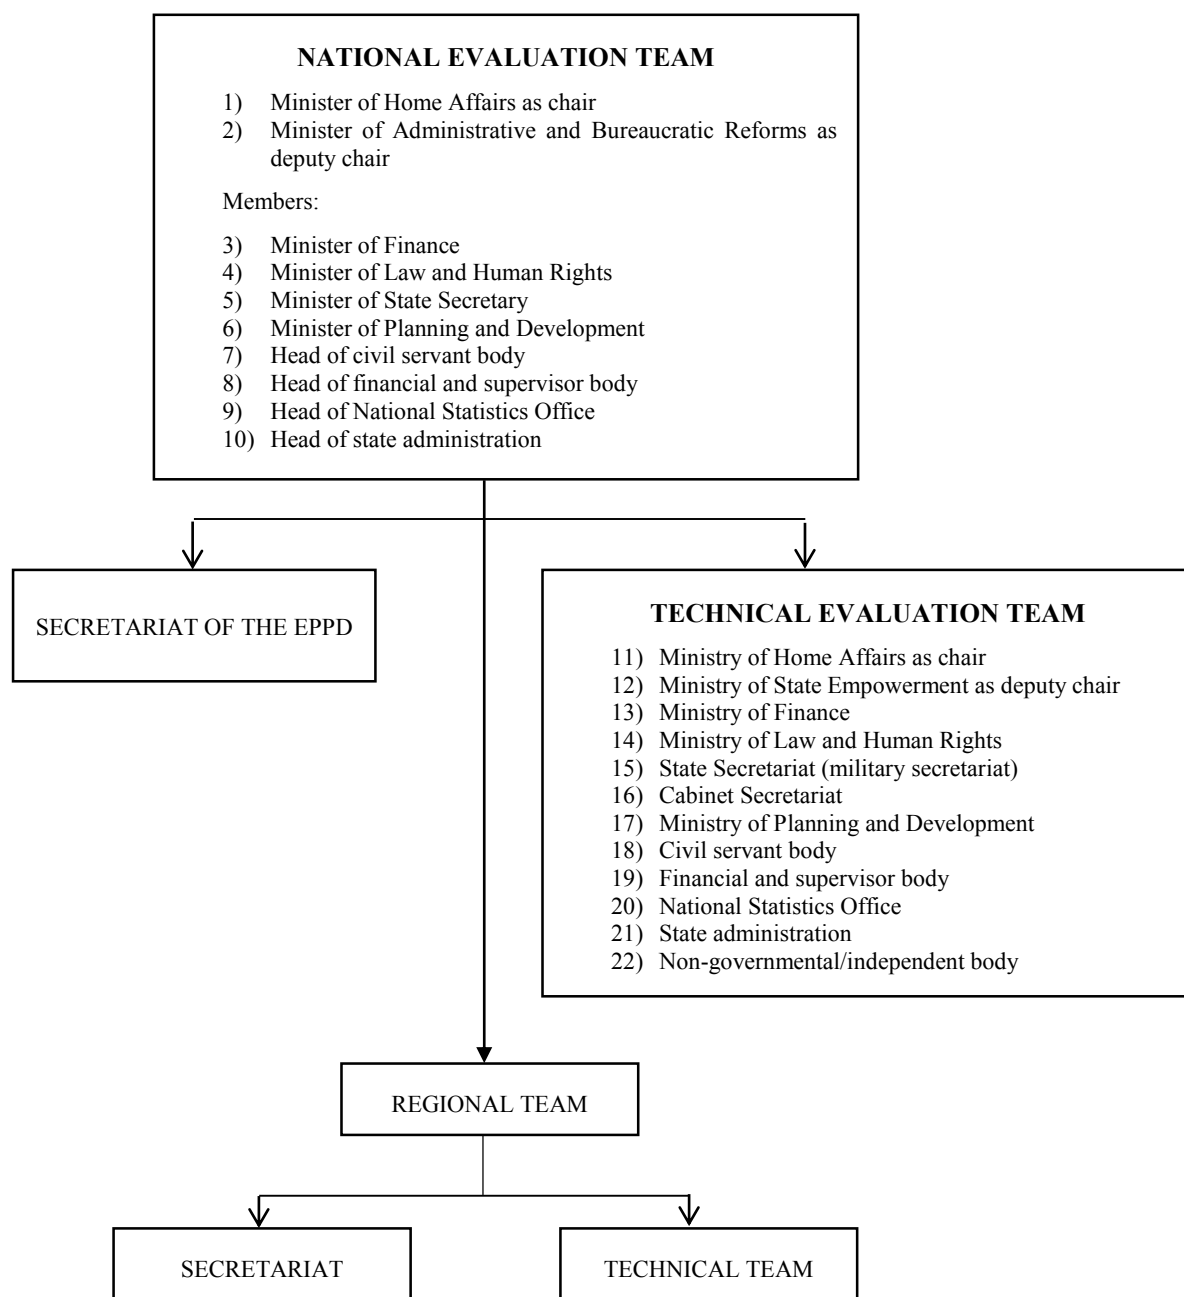 NATIONAL EVALUATION TEAM
1) Minister of Home Affairs as chair
2) Minister of Administrative and Bureaucratic Reforms as
deputy chair
Members:
3) Minister of Finance
4) Minister of Law and Human Rights
5) Minister of State Secretary
6) Minister of Planning and Development
7) Head of civil servant body
8) Head of financial and supervisor body
9) Head of National Statistics Office
10) Head of state administration
SECRETARIAT OF THE EPPD
TECHNICAL EVALUATION TEAM
11) Ministry of Home Affairs as chair
12) Ministry of State Empowerment as deputy chair
13) Ministry of Finance
14) Ministry of Law and Human Rights
15) State Secretariat (military secretariat)
16) Cabinet Secretariat
17) Ministry of Planning and Development
18) Civil servant body
19) Financial and supervisor body
20) National Statistics Office
21) State administration
22) Non-governmental/independent body
REGIONAL TEAM
SECRETARIAT
TECHNICAL TEAM